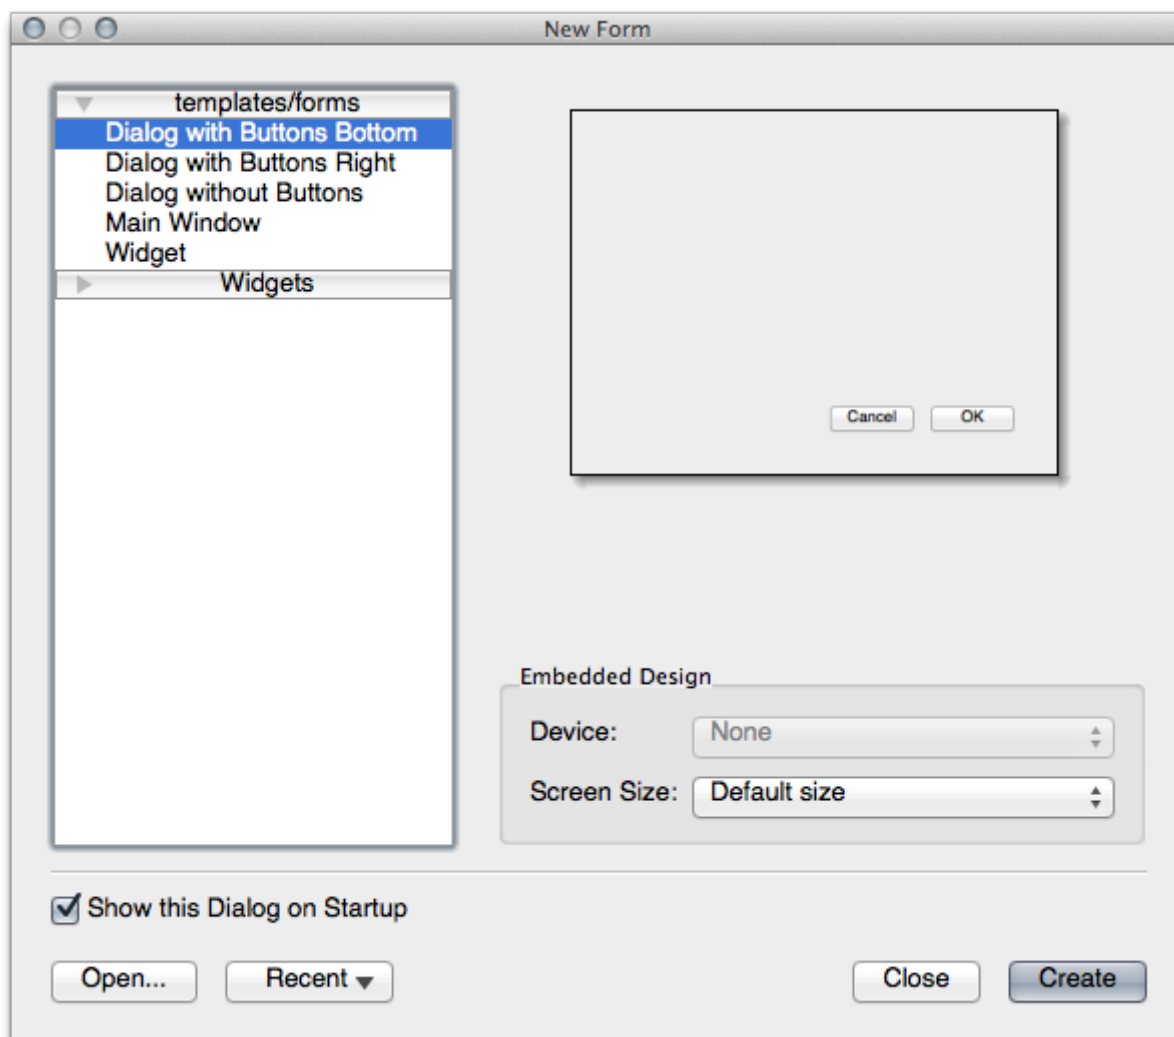 New Form
templates/forms
Dialog with Buttons Bottom
Dialog with Buttons Right
Dialog without Buttons
Main Window
Widget
Widgets
Cancel OK
Embedded Design
Device: None
Screen Size: Default size
Show this Dialog on Startup
Open... Recent Close Create